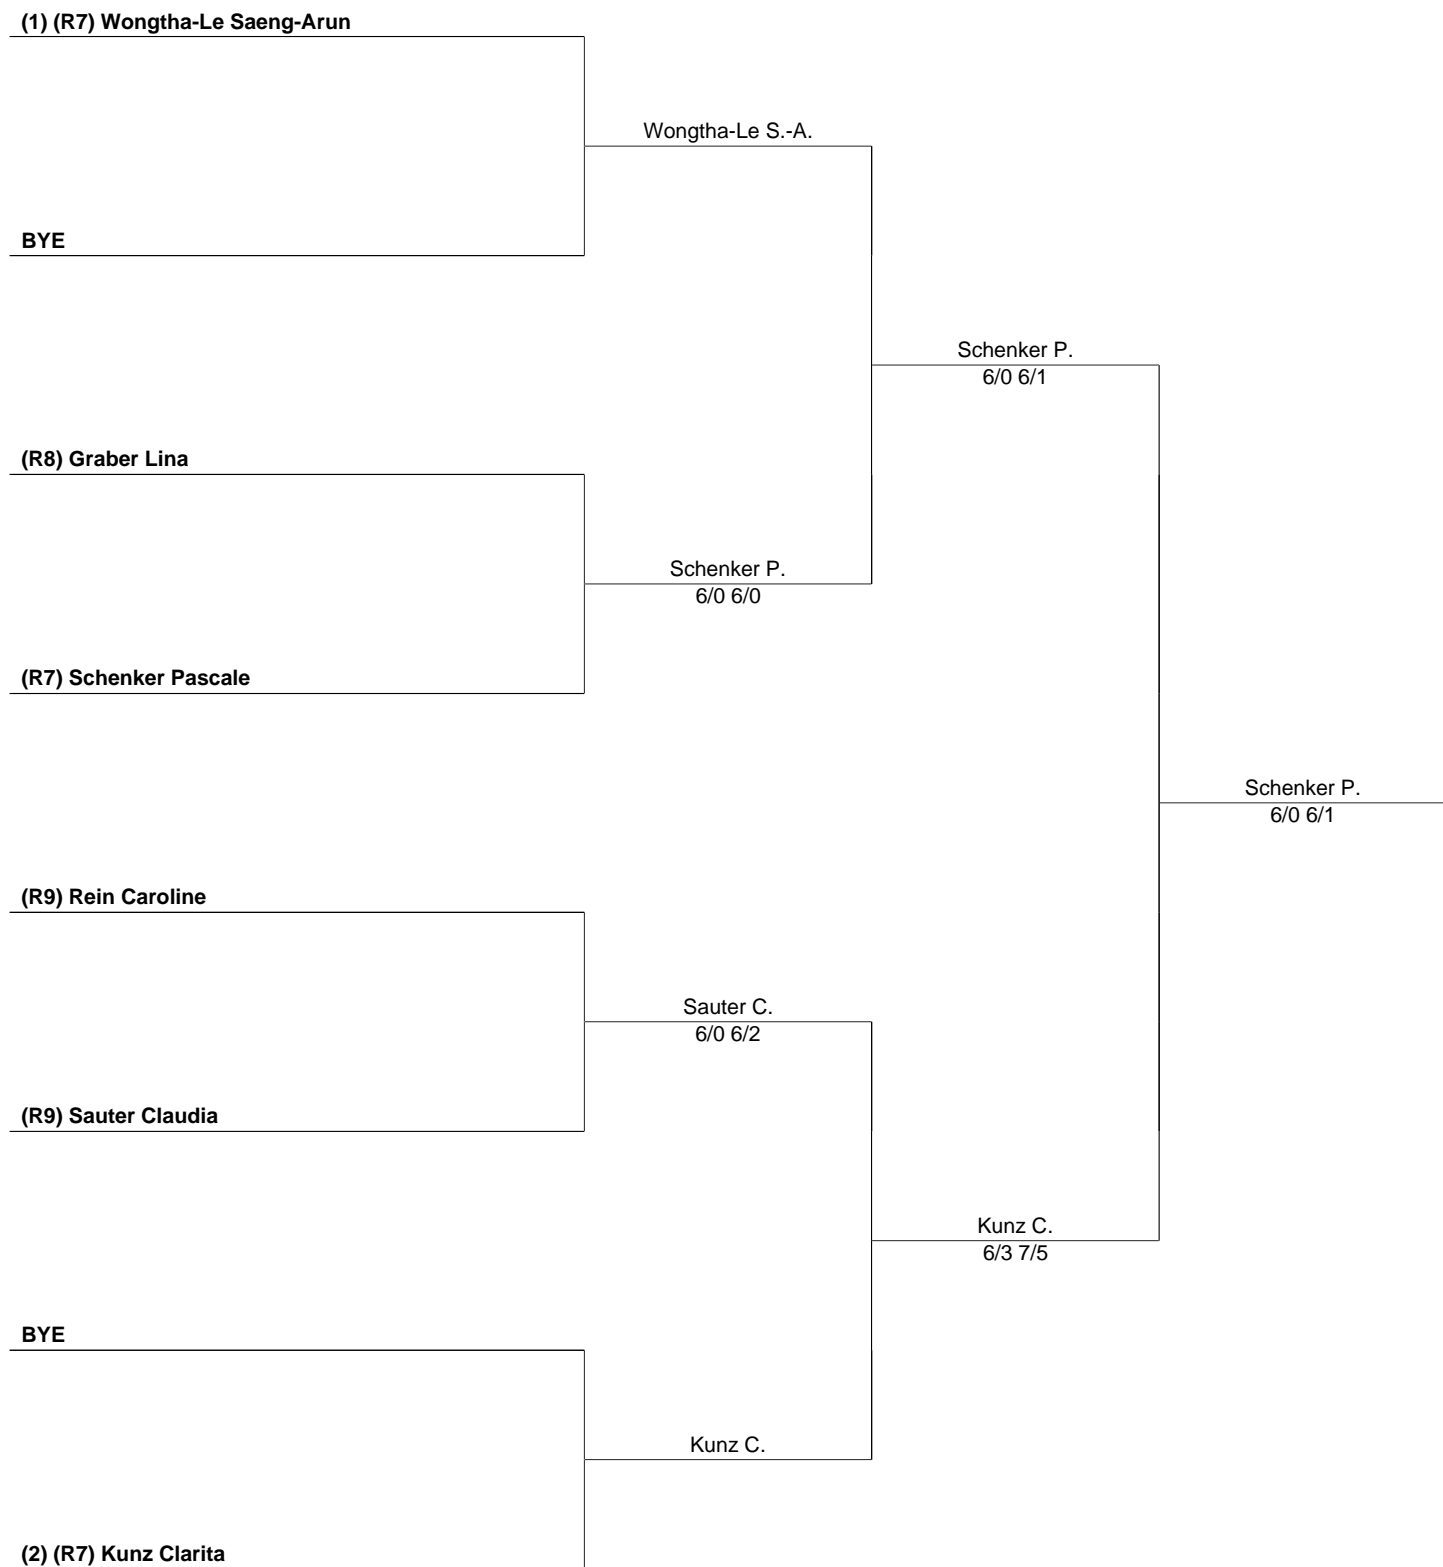 (1) (R7) Wongtha-Le Saeng-Arun
Wongtha-Le S.-A.
BYE
Schenker P.
6/0 6/1
(R8) Graber Lina
Schenker P.
6/0 6/0
(R7) Schenker Pascale
Schenker P.
6/0 6/1
(R9) Rein Caroline
Sauter C.
6/0 6/2
(R9) Sauter Claudia
Kunz C.
6/3 7/5
BYE
Kunz C.
(2) (R7) Kunz Clarita